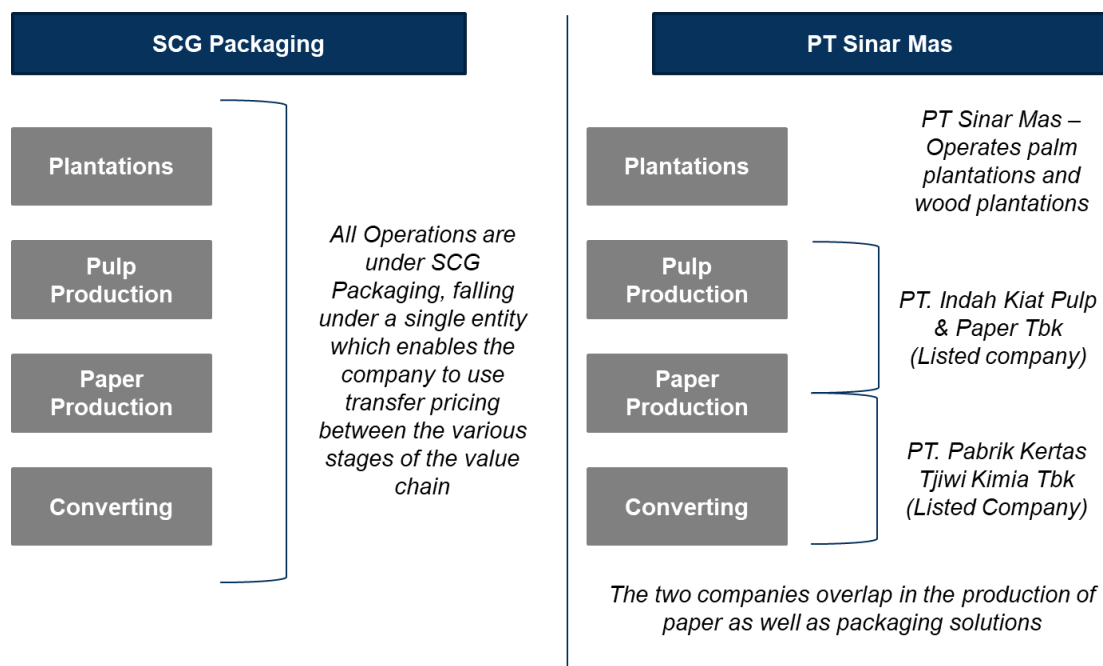 SCG Packaging
Plantations
Pulp
Production
Paper
Production
Converting
All Operations are
under SCG
Packaging, falling
under a single entity
which enables the
company to use
transfer pricing
between the various
stages of the value
chain
PT Sinar Mas
Plantations
Pulp
Production
Paper
Production
Converting
PT Sinar Mas –
Operates palm
plantations and
wood plantations
PT. Indah Kiat Pulp
& Paper Tbk
(Listed company)
PT. Pabrik Kertas
Tjiwi Kimia Tbk
(Listed Company)
The two companies overlap in the production of
paper as well as packaging solutions